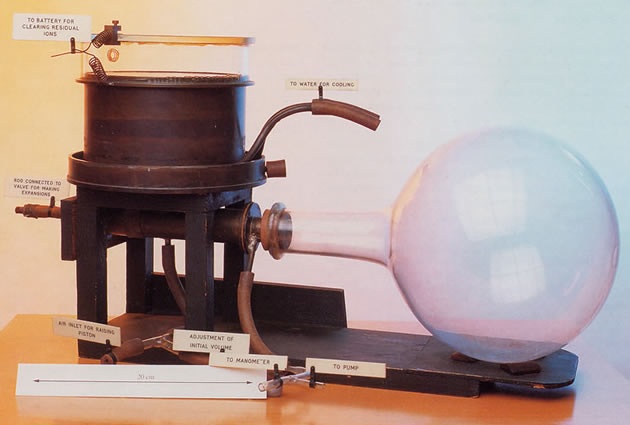 TO BATTERY FOR
CLEARING RESIDUAL
IONS
TO WATER FOR COOLING
ROD CONNECTED TO
VALVE FOR MAKING
EXPANSIONS
AIR INLET FOR RAISING
PISTON
ADJUSTMENT OF
INITIAL VOLUME
TO MANOMETER
TO PUMP
20 cm